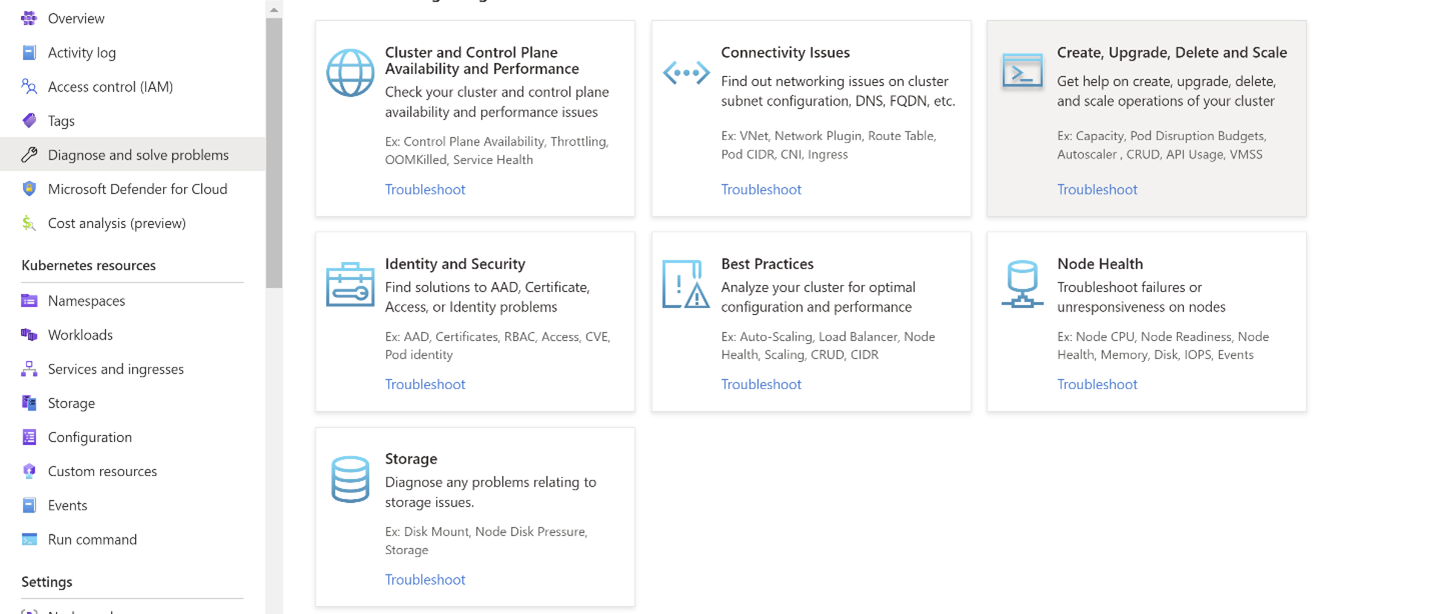 Overview
Activity log
Access control (IAM)
Tags
Diagnose and solve problems
Microsoft Defender for Cloud
Cost analysis (preview)
Kubernetes resources
Namespaces
Workloads
Services and ingresses
Storage
Configuration
Custom resources
Events
Run command
Settings
Cluster and Control Plane
Availability and Performance
Check your cluster and control plane
availability and performance issues
Ex: Control Plane Availability, Throttling,
OOMKilled, Service Health
Troubleshoot
Connectivity Issues
Find out networking issues on cluster
subnet configuration, DNS, FQDN, etc.
Ex: VNet, Network Plugin, Route Table,
Pod CIDR, CNI, Ingress
Troubleshoot
Create, Upgrade, Delete and Scale
Get help on create, upgrade, delete,
and scale operations of your cluster
Ex: Capacity, Pod Disruption Budgets,
Autoscaler , CRUD, API Usage, VMSS
Troubleshoot
Identity and Security
Find solutions to AAD, Certificate,
Access, or Identity problems
Ex: AAD, Certificates, RBAC, Access, CVE,
Pod identity
Troubleshoot
Best Practices
Analyze your cluster for optimal
configuration and performance
Ex: Auto-Scaling, Load Balancer, Node
Health, Scaling, CRUD, CIDR
Troubleshoot
Node Health
Troubleshoot failures or
unresponsiveness on nodes
Ex: Node CPU, Node Readiness, Node
Health, Memory, Disk, IOPS, Events
Troubleshoot
Storage
Diagnose any problems relating to
storage issues.
Ex: Disk Mount, Node Disk Pressure,
Storage
Troubleshoot